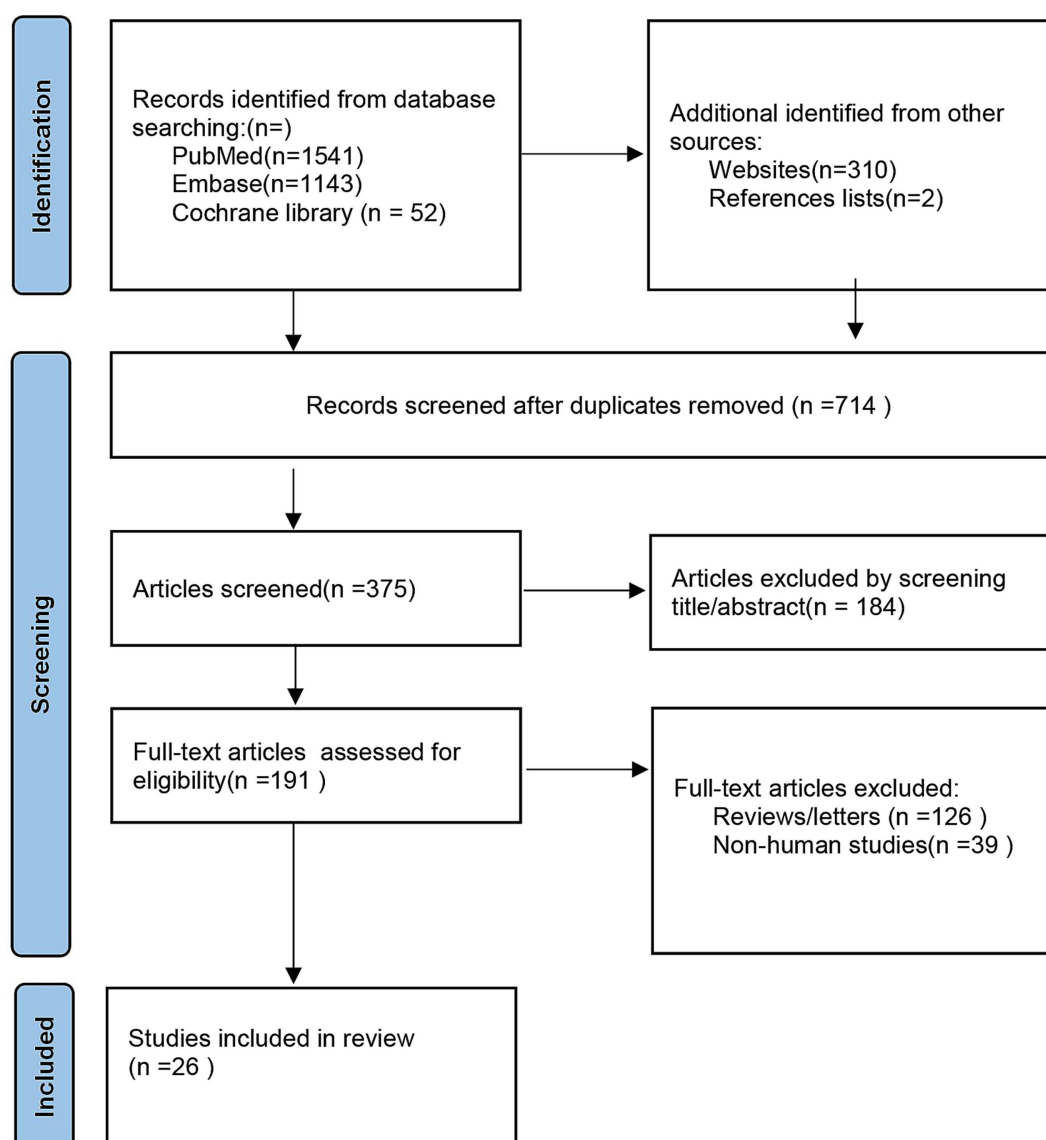 Identification
Records identified from database
searching:(n=)
PubMed(n=1541)
Embase(n=1143)
Cochrane library (n = 52)
Additional identified from other
sources:
Websites(n=310)
References lists(n=2)
Screening
Records screened after duplicates removed (n =714 )
Articles screened(n =375)
Articles excluded by screening
title/abstract(n = 184)
Full-text articles  assessed for
eligibility(n =191 )
Full-text articles excluded:
Reviews/letters (n =126 )
Non-human studies(n =39 )
Included
Studies included in review
(n =26 )